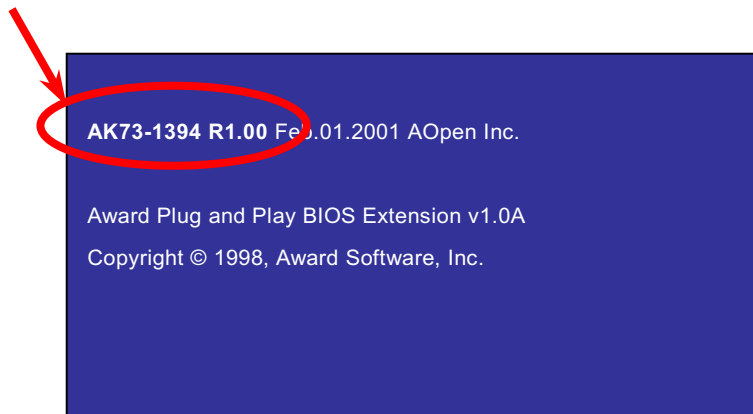 AK73-1394 R1.00 Feb.01.2001 AOpen Inc.
Award Plug and Play BIOS Extension v1.0A
Copyright © 1998, Award Software, Inc.